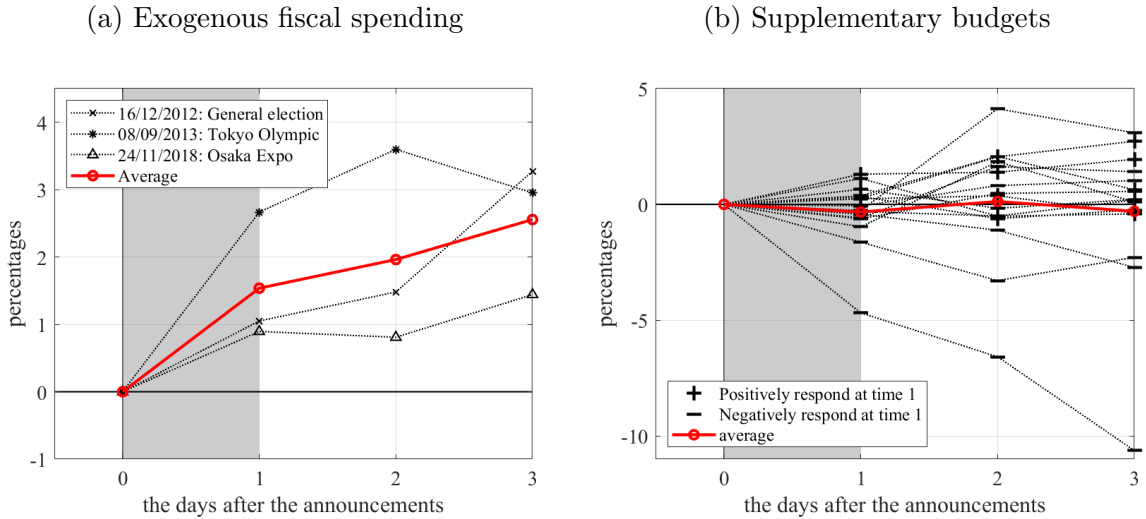 (a) Exogenous fiscal spending
4
3
2
1
0
-1
percentages
16/12/2012: General election
08/09/2013: Tokyo Olympic
24/11/2018: Osaka Expo
Average
0 1 2 3
the days after the announcements
(b) Supplementary budgets
5
0
-5
-10
percentages
Positively respond at time 1
Negatively respond at time 1
average
0 1 2 3
the days after the announcements